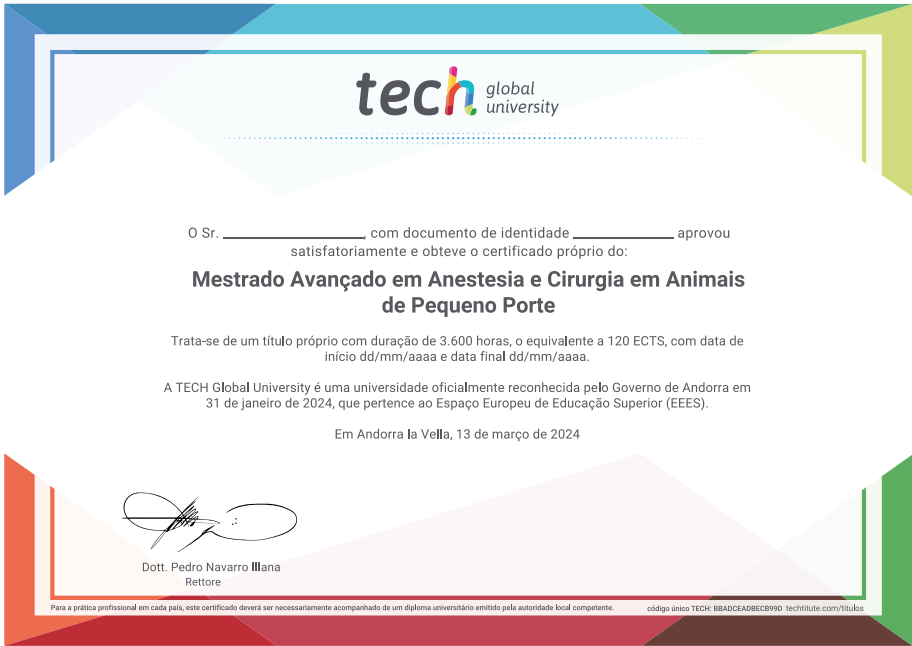 tech global
university
O Sr. ____________________, com documento de identidade ______________ aprovou
satisfatoriamente e obteve o certificado próprio do:
Mestrado Avançado em Anestesia e Cirurgia em Animais
de Pequeno Porte
Trata-se de um título próprio com duração de 3.600 horas, o equivalente a 120 ECTS, com data de
início dd/mm/aaaa e data final dd/mm/aaaa.
A TECH Global University é uma universidade oficialmente reconhecida pelo Governo de Andorra em
31 de janeiro de 2024, que pertence ao Espaço Europeu de Educação Superior (EEES).
Em Andorra la Vella, 13 de março de 2024
Dott. Pedro Navarro Illana
Rettore
Para a prática profissional em cada país, este certificado deverá ser necessariamente acompanhado de um diploma universitário emitido pela autoridade local competente. código único TECH: BBADCEADBECB99D techtitute.com/titulos